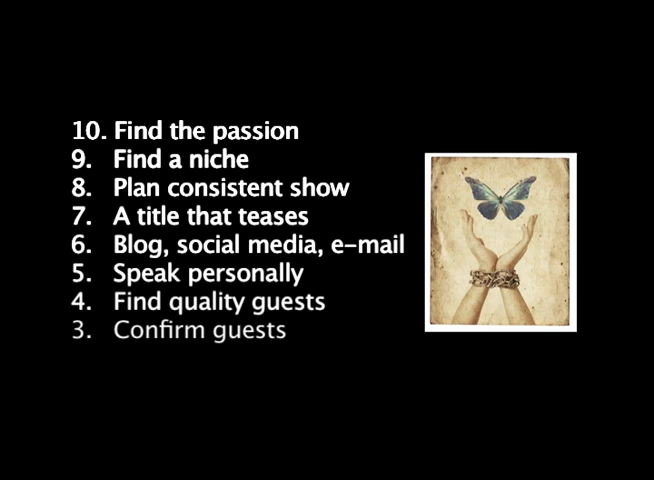 10. Find the passion
9. Find a niche
8. Plan consistent show
7. A title that teases
6. Blog, social media, e-mail
5. Speak personally
4. Find quality guests
3. Confirm guests